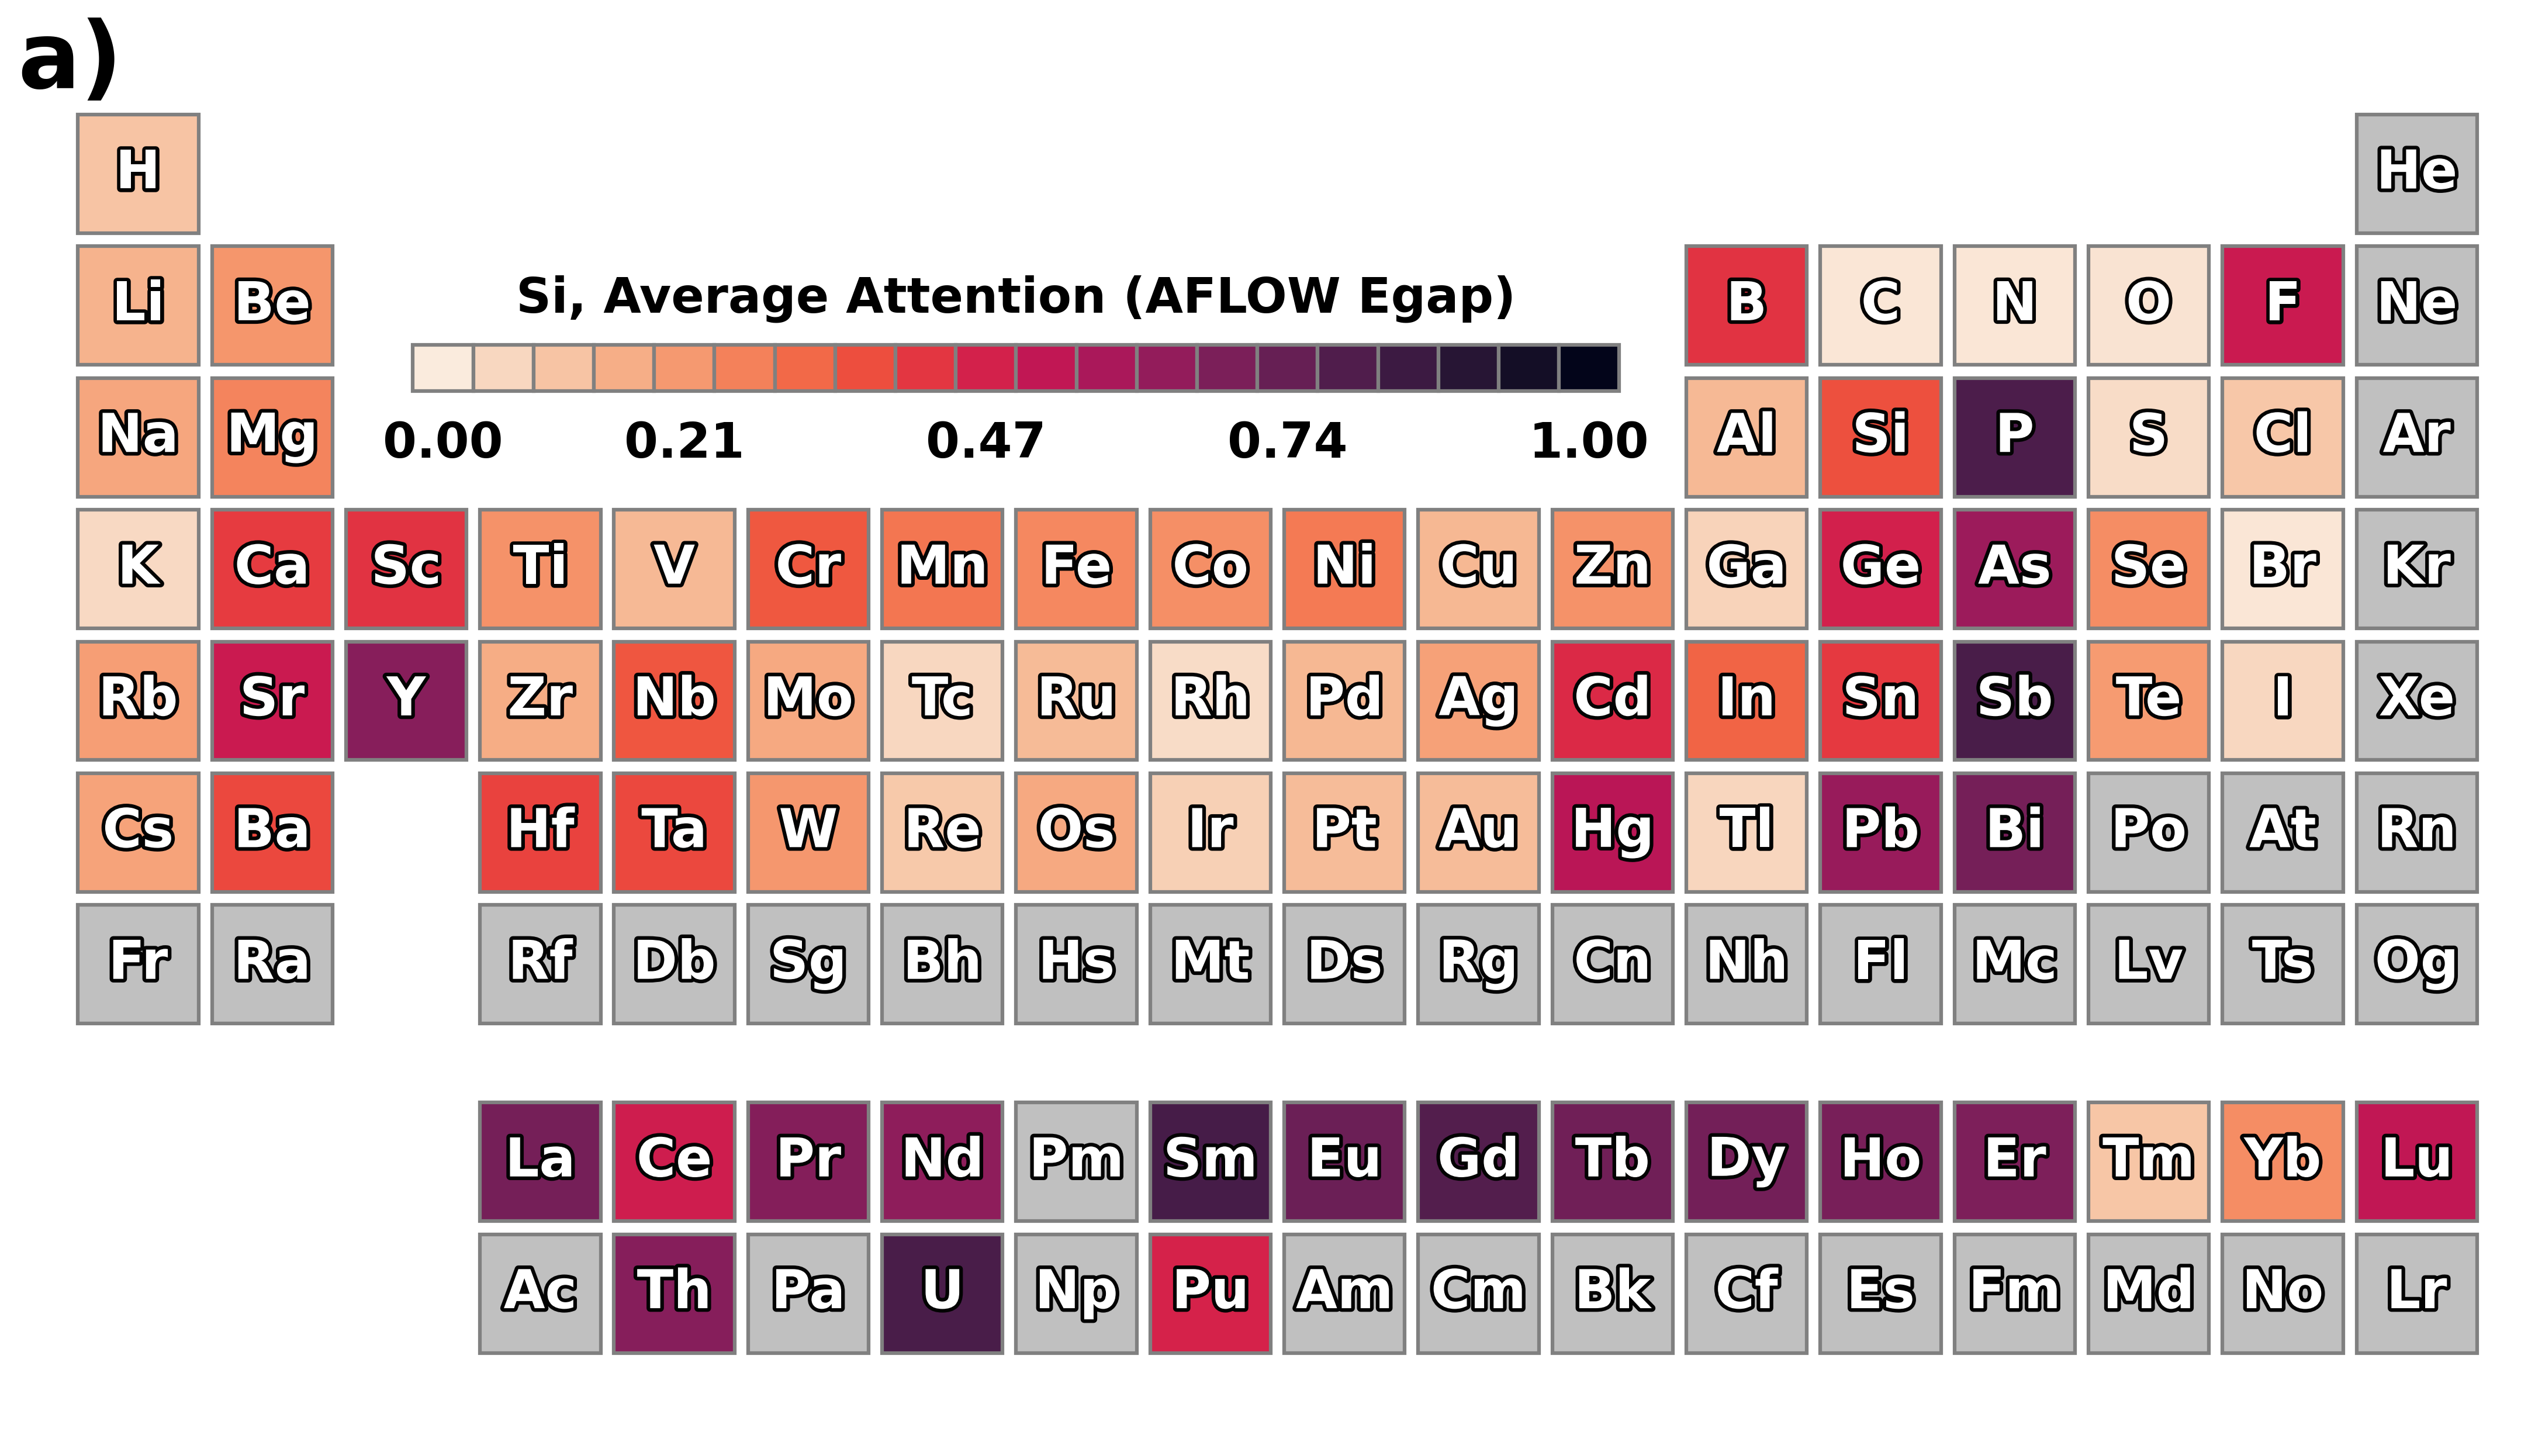 a)
H He
Li Be B C N O F Ne
Si, Average Attention (AFLOW Egap)
Na Mg Al Si P S Cl Ar
0.00 0.21 0.47 0.74 1.00
K Ca Sc Ti V Cr Mn Fe Co Ni Cu Zn Ga Ge As Se Br Kr
Rb Sr Y Zr Nb Mo Tc Ru Rh Pd Ag Cd In Sn Sb Te I Xe
Cs Ba Hf Ta W Re Os Ir Pt Au Hg Tl Pb Bi Po At Rn
Fr Ra Rf Db Sg Bh Hs Mt Ds Rg Cn Nh Fl Mc Lv Ts Og
La Ce Pr Nd Pm Sm Eu Gd Tb Dy Ho Er Tm Yb Lu
Ac Th Pa U Np Pu Am Cm Bk Cf Es Fm Md No Lr